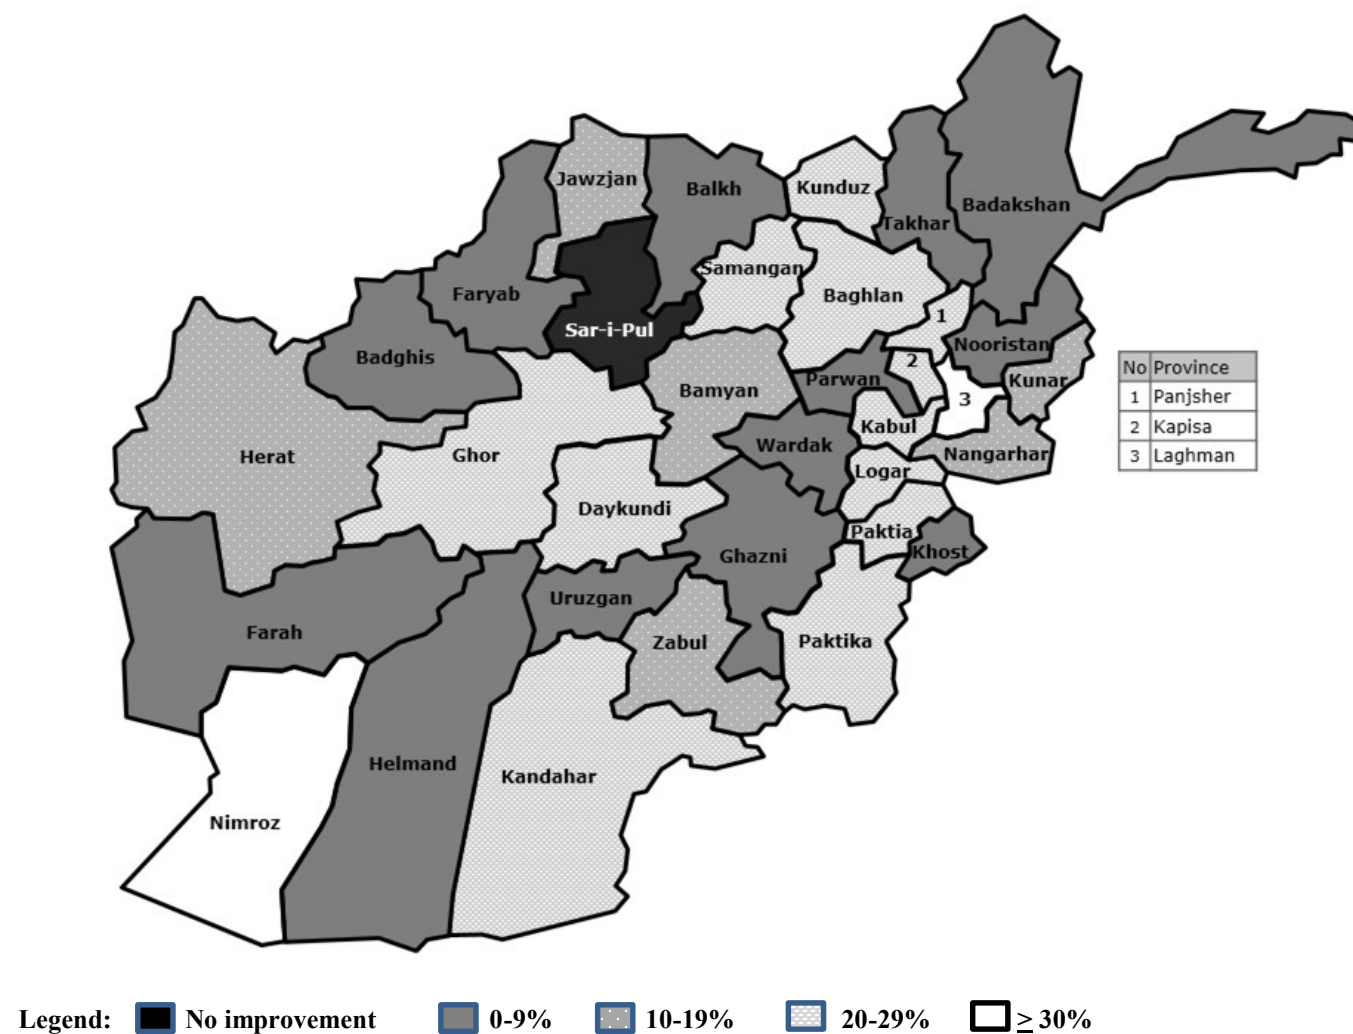 Jawzjan
Balkh
Kunduz
Takhar
Badakshan
Samangan
Baghlan
Faryab
1
Sar-i-Pul
Nooristan
Badghis
2
Parwan
Kunar
Bamyan
3
Kabul
Wardak
Herat
Ghor
Nangarhar
Logar
Daykundi
Paktia
Khost
Ghazni
Uruzgan
Farah
Zabul
Paktika
Helmand
Kandahar
Nimroz
No Province
1 Panjsher
2 Kapisa
3 Laghman
Legend: No improvement 0-9% 10-19% 20-29% ≥ 30%